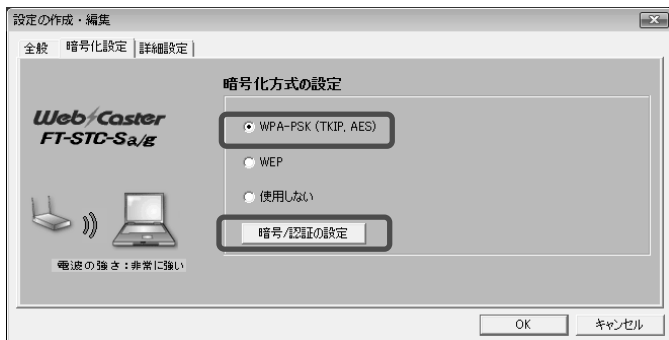 設定の作成・編集
全般 暗号化設定 詳細設定
暗号化方式の設定
Web Caster
FT-STC-Sa/g
WPA-PSK (TKIP, AES)
WEP
使用しない
暗号/認証の設定
電波の強さ:非常に強い
OK キャンセル